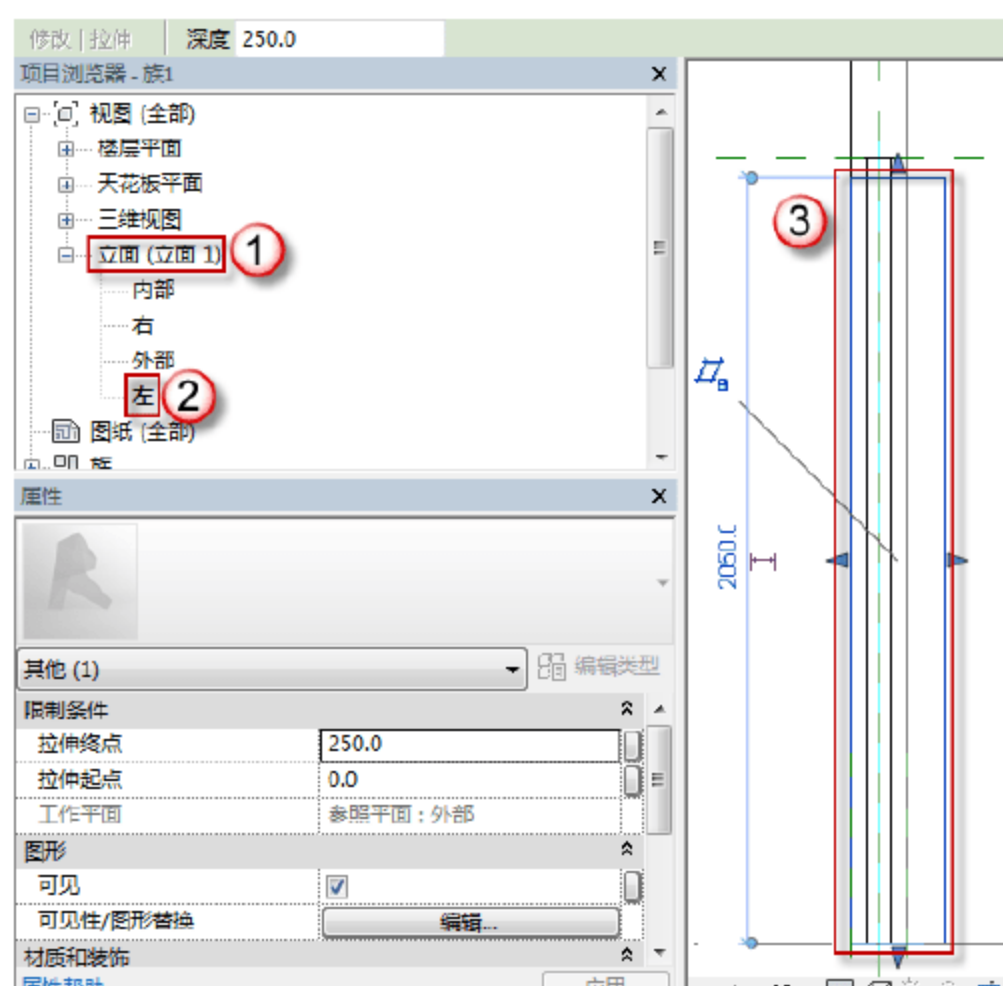 修改 | 拉伸 深度 250.0
项目浏览器 - 族1
视图 (全部)
楼层平面
天花板平面
三维视图
立面 (立面 1)
1
内部
右
外部
左
2
图纸 (全部)
族
属性
其他 (1)
编辑类型
限制条件
拉伸终点 250.0
拉伸起点 0.0
工作平面 参照平面 : 外部
图形
可见
可见性/图形替换 编辑...
材质和装饰
属性帮助
应用
3